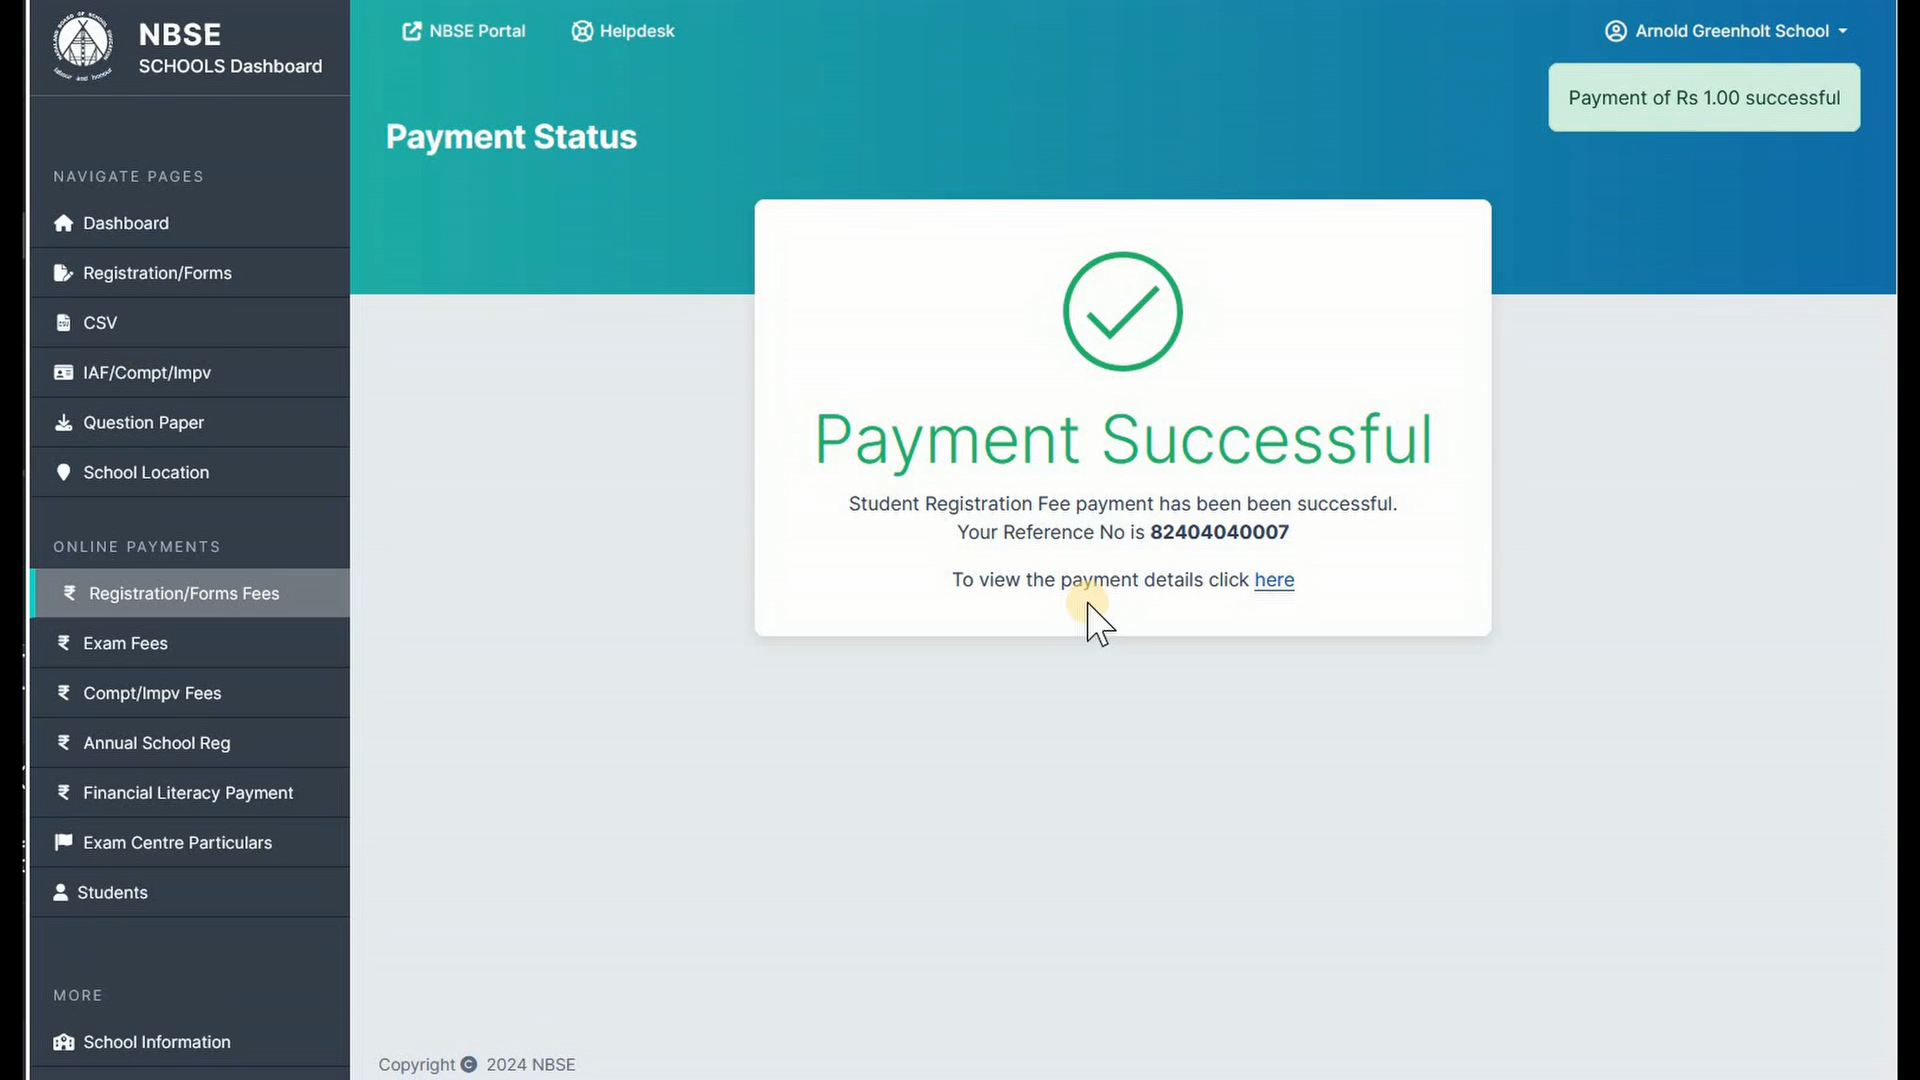 NBSE
SCHOOLS Dashboard
NBSE Portal
Helpdesk
Arnold Greenholt School
Payment of Rs 1.00 successful
Payment Status
NAVIGATE PAGES
Dashboard
Registration/Forms
CSV
IAF/Compt/Impv
Question Paper
School Location
ONLINE PAYMENTS
₹ Registration/Forms Fees
₹ Exam Fees
₹ Compt/Impv Fees
₹ Annual School Reg
₹ Financial Literacy Payment
Exam Centre Particulars
Students
MORE
School Information
Payment Successful
Student Registration Fee payment has been been successful.
Your Reference No is 82404040007
To view the payment details click here
Copyright © 2024 NBSE